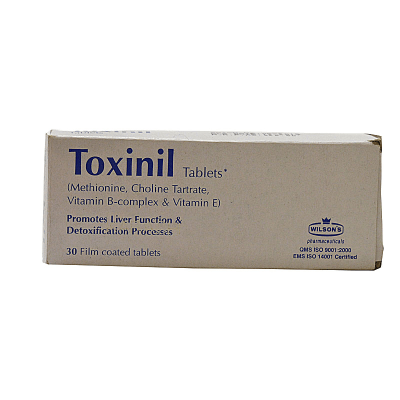 Toxinil Tablets*
(Methionine, Choline Tartrate,
Vitamin B-complex & Vitamin E)
Promotes Liver Function &
Detoxification Processes
30 Film coated tablets
WILSON'S
pharmaceuticals
QMS ISO 9001:2000
EMS ISO 14001 Certified